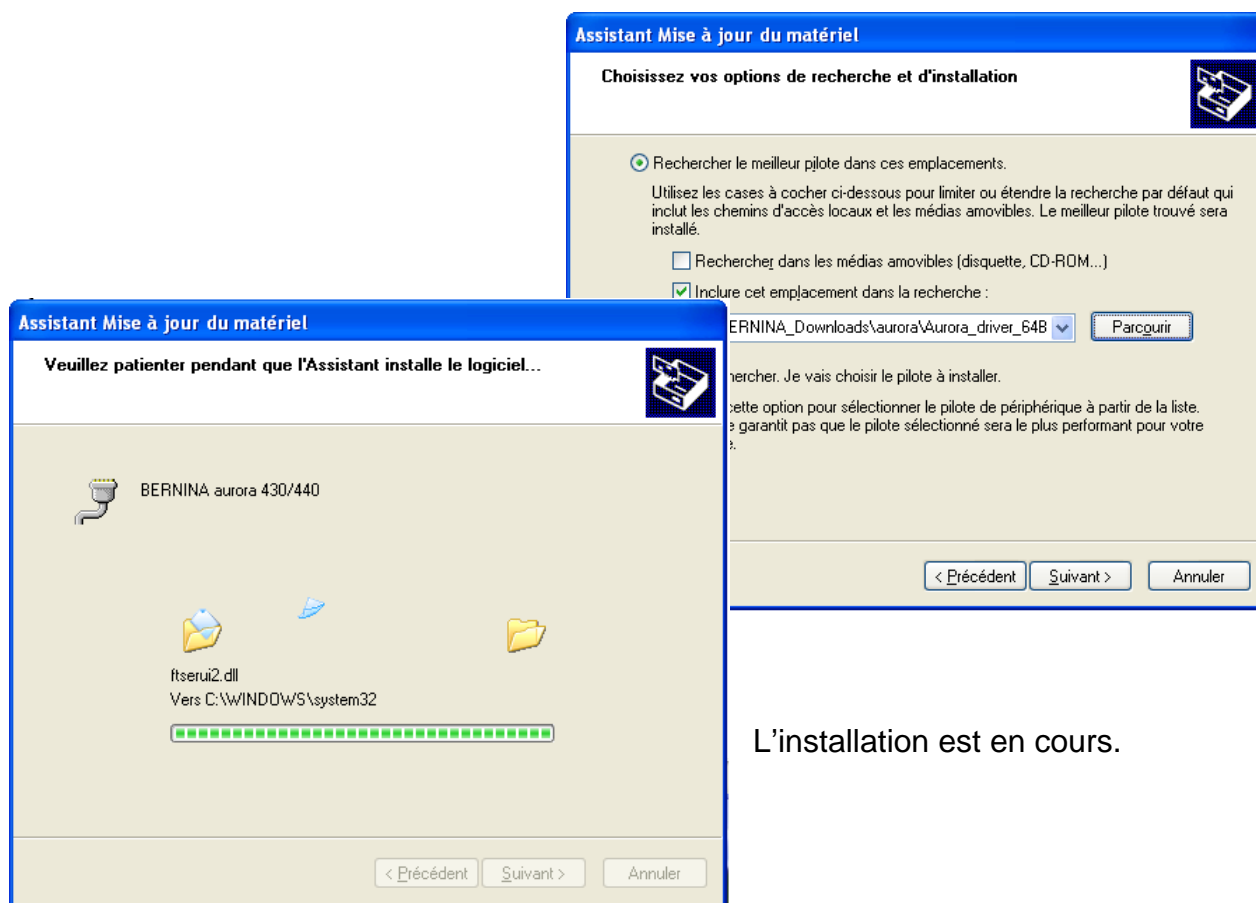 Assistant Mise à jour du matériel
Choisissez vos options de recherche et d'installation
Rechercher le meilleur pilote dans ces emplacements.
Utilisez les cases à cocher ci-dessous pour limiter ou étendre la recherche par défaut qui
inclut les chemins d'accès locaux et les médias amovibles. Le meilleur pilote trouvé sera
installé.
Rechercher dans les médias amovibles (disquette, CD-ROM...)
Inclure cet emplacement dans la recherche :
ERNINA_Downloads\aurora\Aurora_driver_64B Parcourir
hercher. Je vais choisir le pilote à installer.
cette option pour sélectionner le pilote de périphérique à partir de la liste.
garantit pas que le pilote sélectionné sera le plus performant pour votre
< Précédent Suivant > Annuler
Assistant Mise à jour du matériel
Veuillez patienter pendant que l'Assistant installe le logiciel...
BERNINA aurora 430/440
ftserui2.dll
Vers C:\WINDOWS\system32
< Précédent Suivant > Annuler
L'installation est en cours.